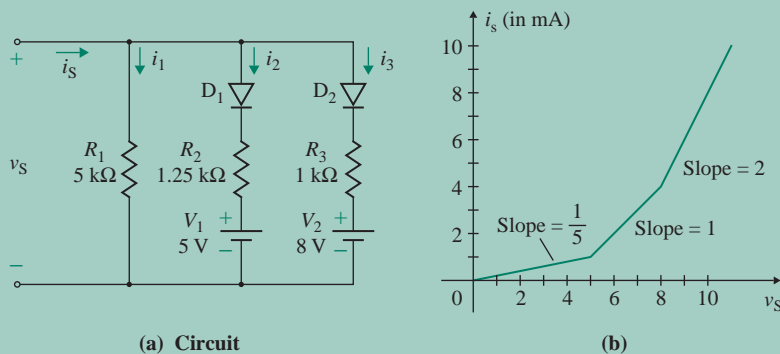 +
i_S
i_1
i_2
i_3
D_1
D_2
v_S
R_1
5 kΩ
R_2
1.25 kΩ
R_3
1 kΩ
V_1
+
5 V
−
V_2
+
8 V
−
−
(a) Circuit
i_s (in mA)
10
8
6
4
2
0
2
4
6
8
10
v_S
Slope = 1/5
Slope = 1
Slope = 2
(b)